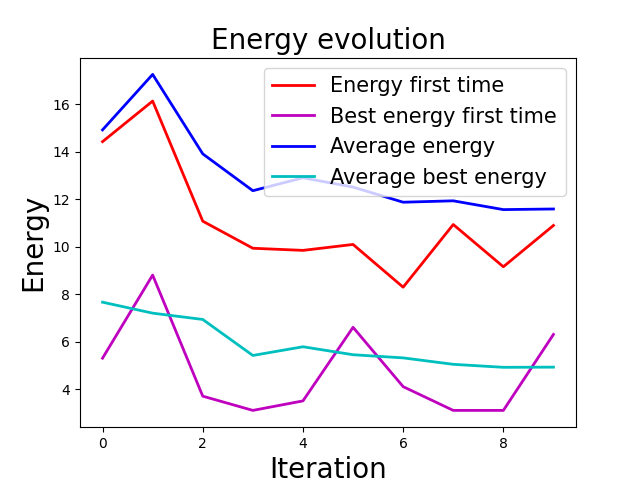 Energy evolution
Energy first time
Best energy first time
Average energy
Average best energy
Energy
16
14
12
10
8
6
4
0 2 4 6 8
Iteration